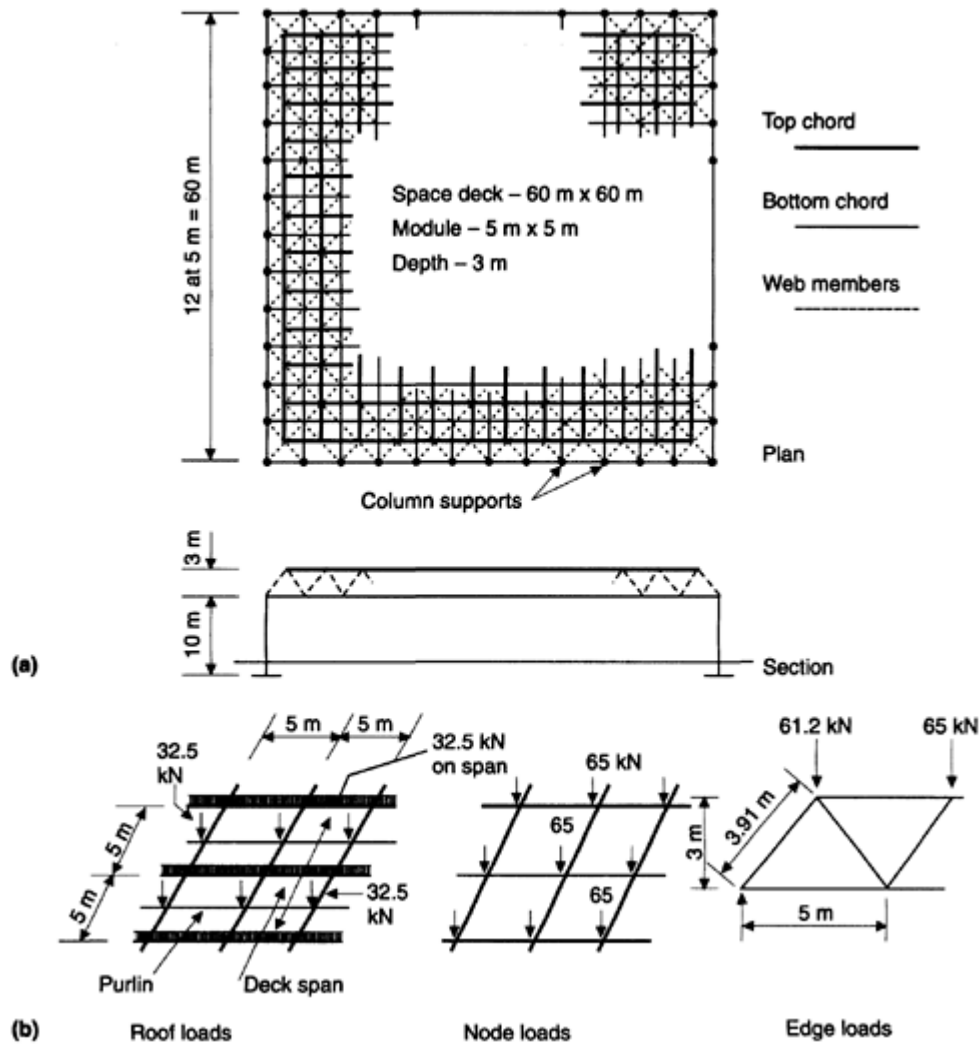 12 at 5 m = 60 m
Space deck – 60 m x 60 m
Module – 5 m x 5 m
Depth – 3 m
Top chord
Bottom chord
Web members
Plan
Column supports
3 m
10 m
(a)
Section
5 m
5 m
32.5 kN
on span
32.5
kN
5 m
5 m
32.5
kN
Purlin
Deck span
65 kN
65
65
61.2 kN
65 kN
3.91 m
3 m
5 m
(b)
Roof loads
Node loads
Edge loads